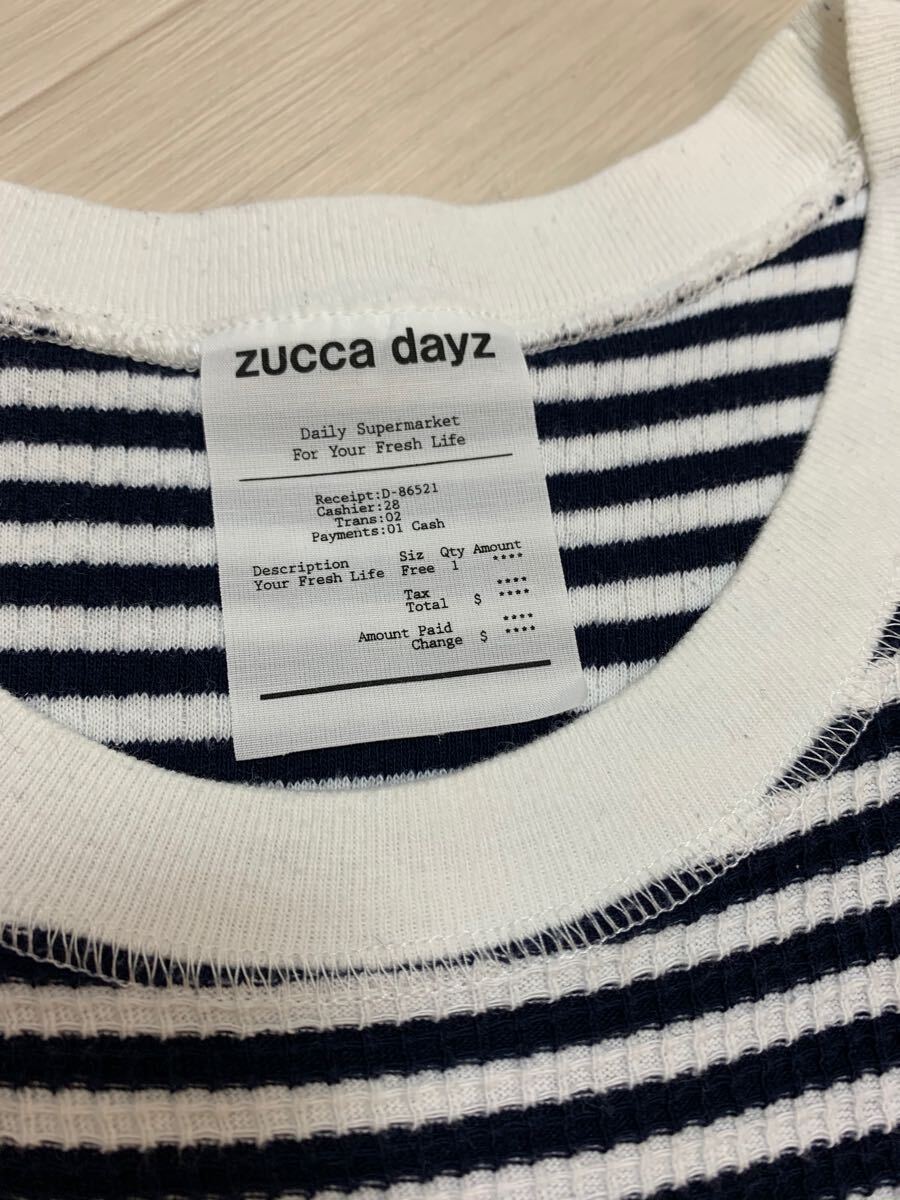 zucca dayz
Daily Supermarket
For Your Fresh Life
Receipt:D-86521
Cashier:28
Trans:02
Payments:01 Cash
Description Siz Qty Amount
Your Fresh Life Free 1 ****
Tax ****
Total $ ****
Amount Paid ****
Change $ ****